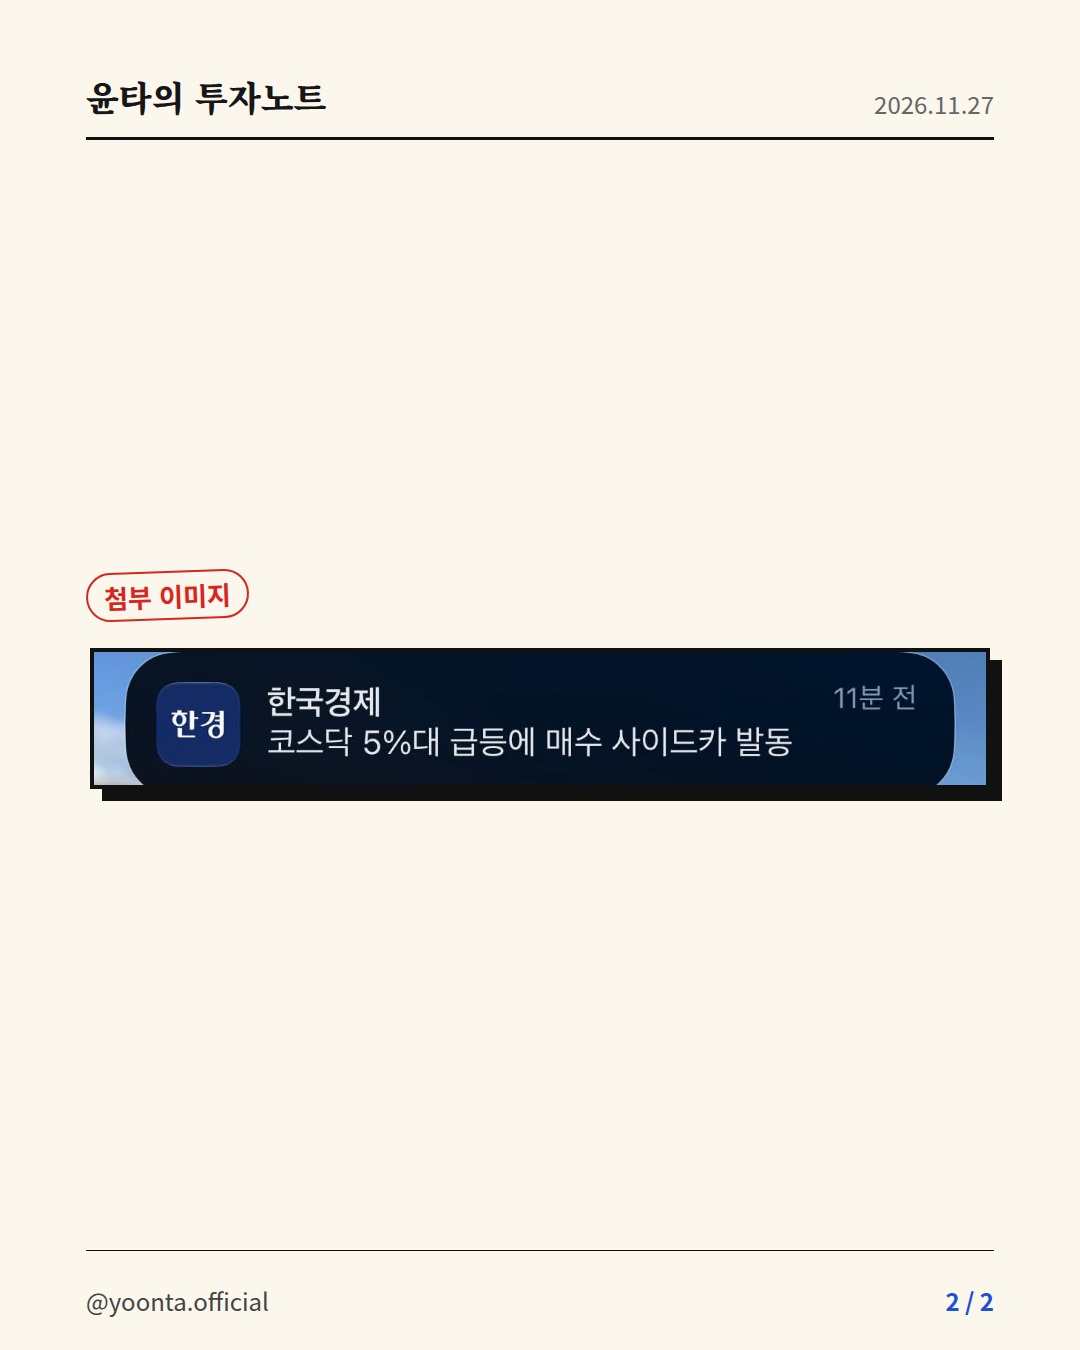 윤타의 투자노트
2026.11.27
첨부 이미지
한경
한국경제
11분 전
코스닥 5%대 급등에 매수 사이드카 발동
@yoonta.official
2 / 2